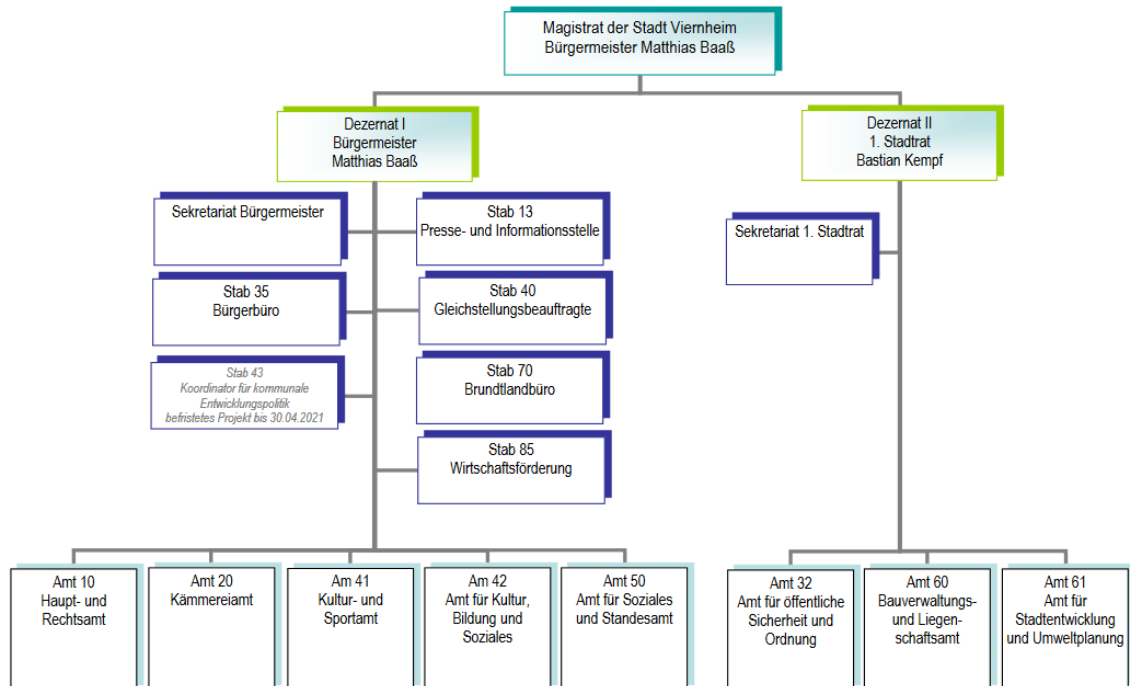 Magistrat der Stadt Viernheim
Bürgermeister Matthias Baaß
Dezernat I
Bürgermeister
Matthias Baaß
Dezernat II
1. Stadtrat
Bastian Kempf
Sekretariat Bürgermeister
Stab 13
Presse- und Informationsstelle
Sekretariat 1. Stadtrat
Stab 35
Bürgerbüro
Stab 40
Gleichstellungsbeauftragte
Stab 43
Koordinator für kommunale
Entwicklungspolitik
befristetes Projekt bis 30.04.2021
Stab 70
Brundtlandbüro
Stab 85
Wirtschaftsförderung
Amt 10
Haupt- und
Rechtsamt
Amt 20
Kämmereiamt
Am 41
Kultur- und
Sportamt
Am 42
Amt für Kultur,
Bildung und
Soziales
Amt 50
Amt für Soziales
und Standesamt
Amt 32
Amt für öffentliche
Sicherheit und
Ordnung
Amt 60
Bauverwaltungs-
und Liegen-
schaftsamt
Amt 61
Amt für
Stadtentwicklung
und Umweltplanung